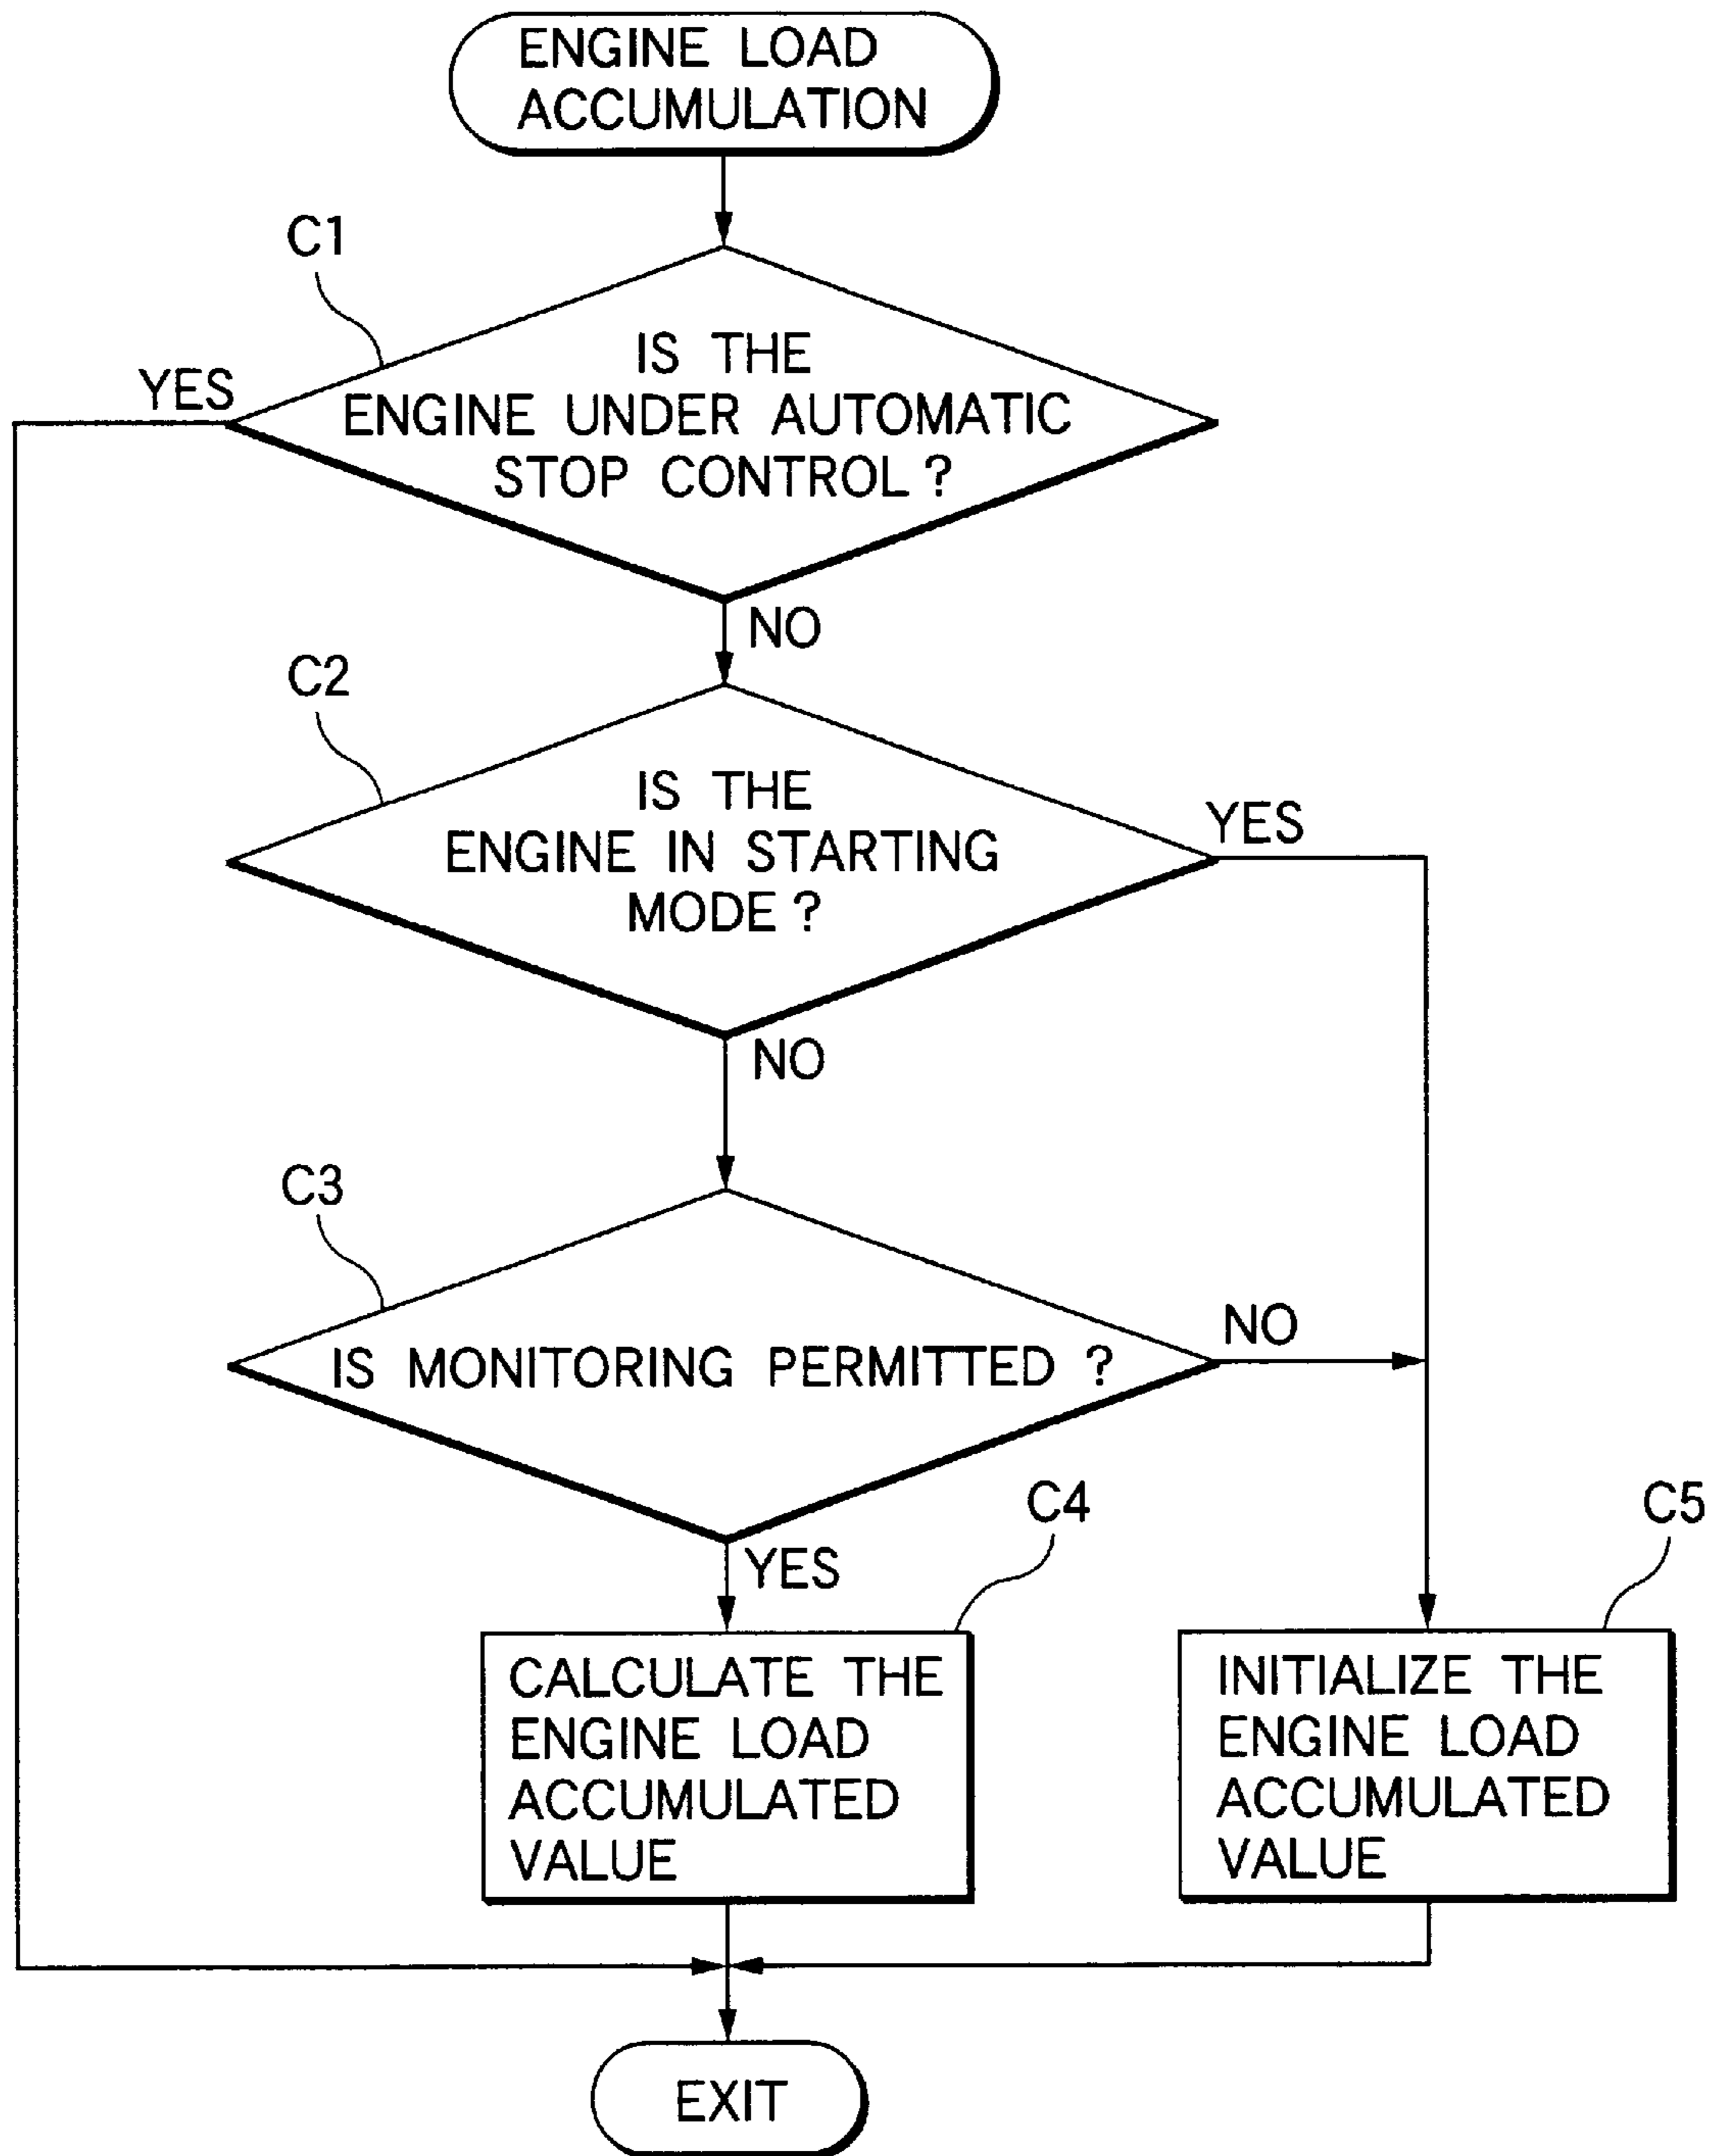 ENGINE LOAD
ACCUMULATION
C1
IS THE
ENGINE UNDER AUTOMATIC
STOP CONTROL ?
YES
NO
C2
IS THE
ENGINE IN STARTING
MODE ?
YES
NO
C3
IS MONITORING PERMITTED ?
NO
YES
C4
CALCULATE THE
ENGINE LOAD
ACCUMULATED
VALUE
C5
INITIALIZE THE
ENGINE LOAD
ACCUMULATED
VALUE
EXIT